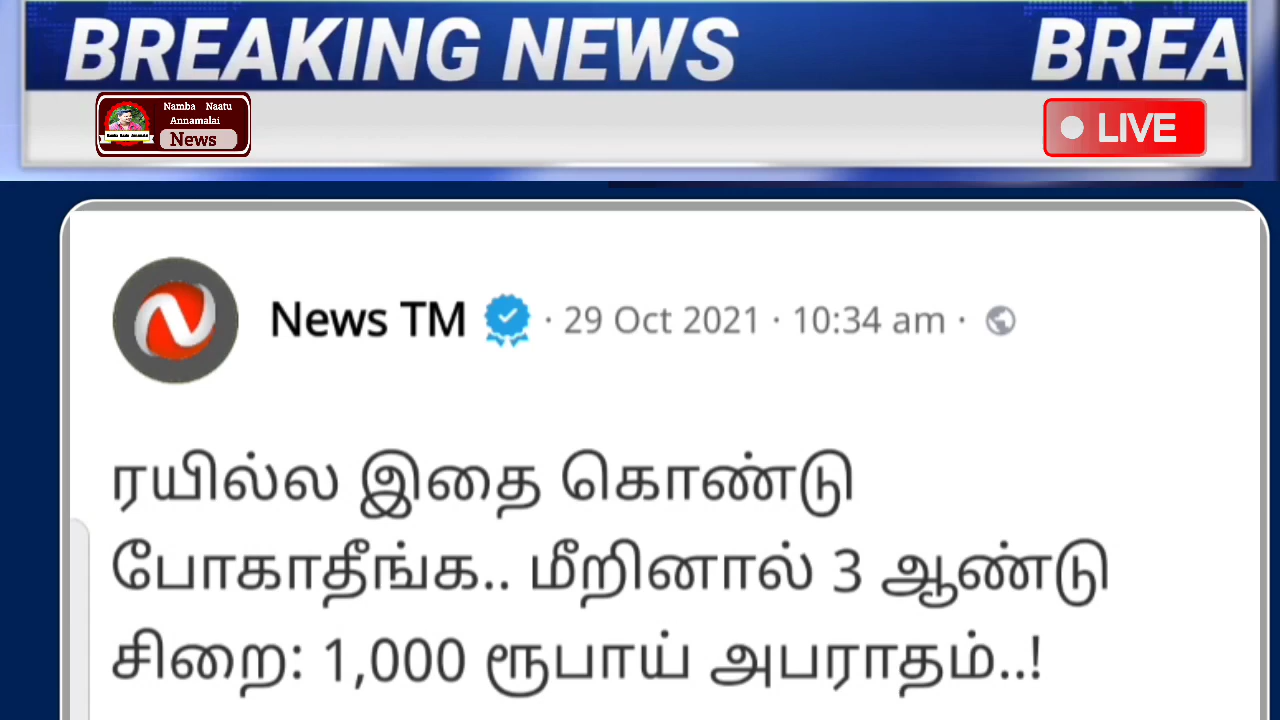 BREAKING NEWS BREA
Namba Naatu
Annamalai
News
LIVE
News TM · 29 Oct 2021 · 10:34 am ·
ரயில்ல இதை கொண்டு
போகாதீங்க.. மீறினால் 3 ஆண்டு
சிறை: 1,000 ரூபாய் அபராதம்..!